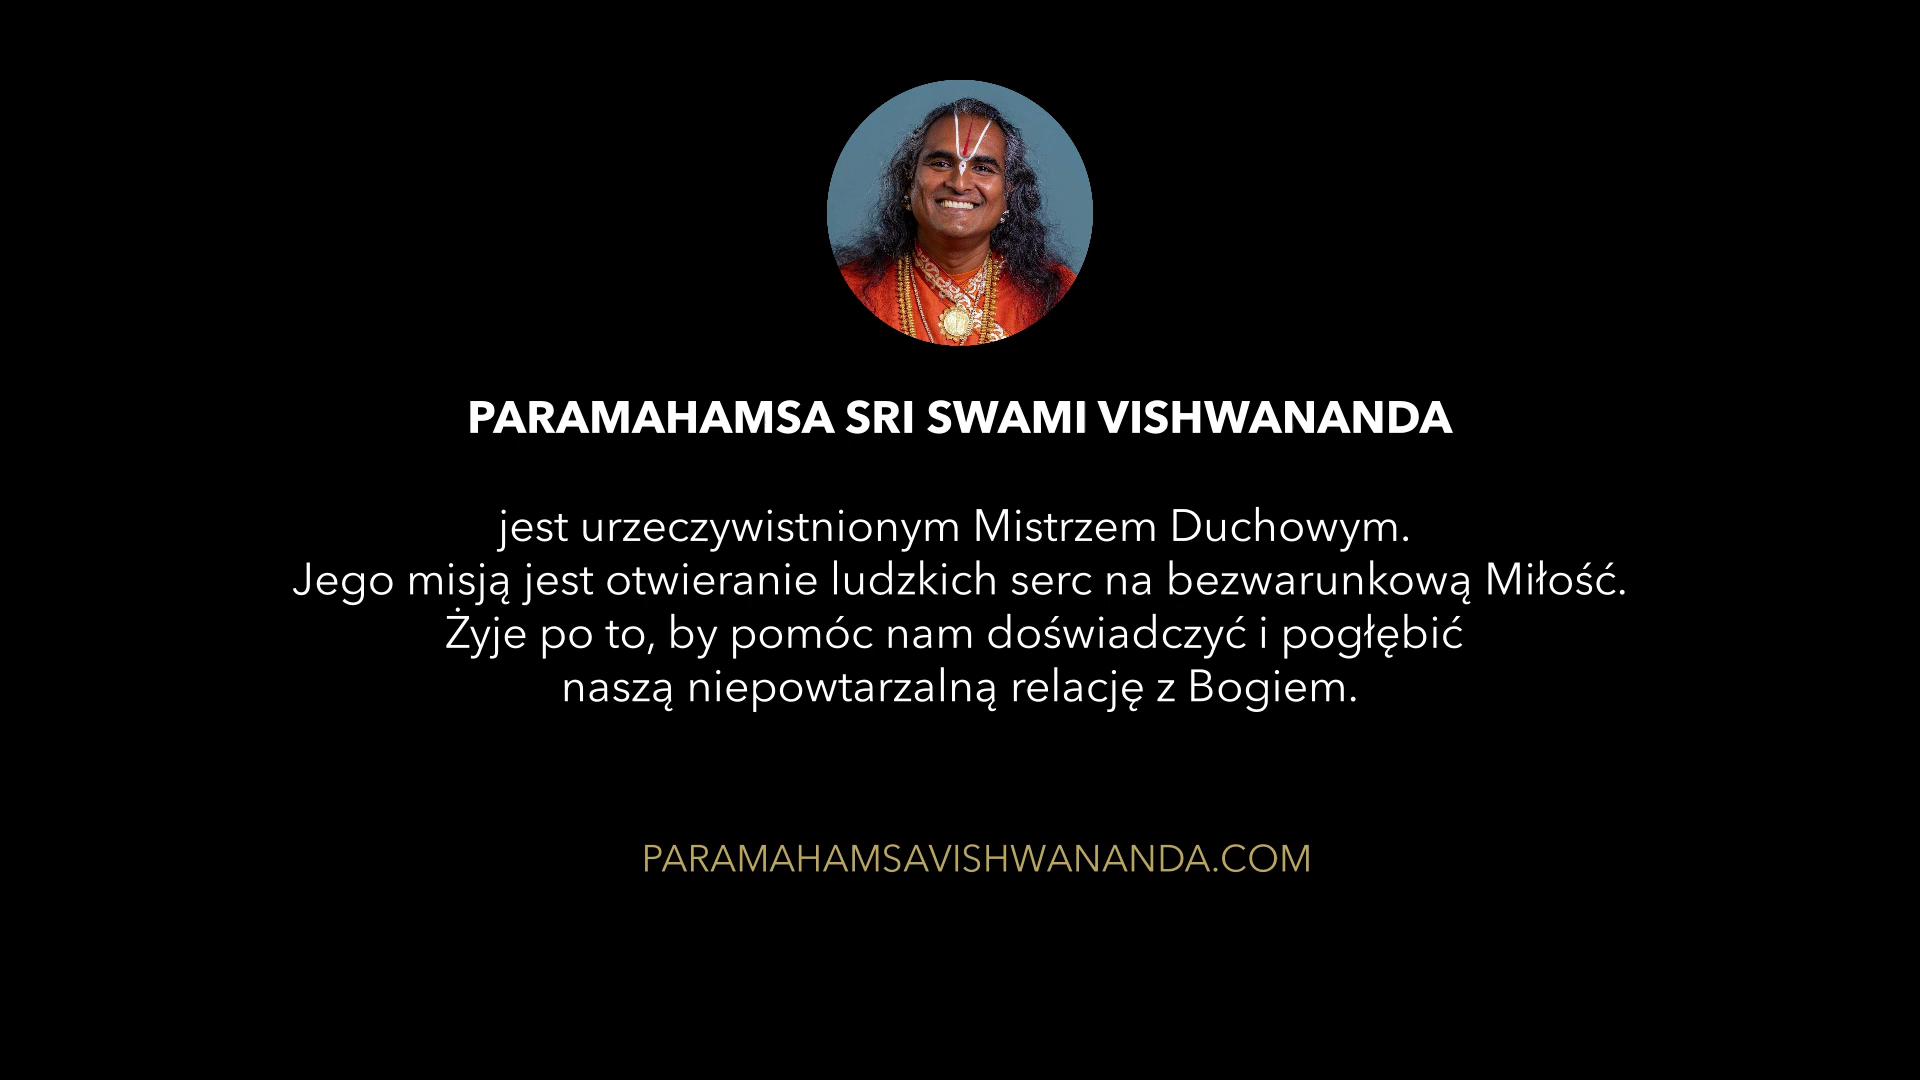 PARAMAHAMSA SRI SWAMI VISHWANANDA
jest urzeczywistnionym Mistrzem Duchowym.
Jego misją jest otwieranie ludzkich serc na bezwarunkową Miłość.
Żyje po to, by pomóc nam doświadczyć i pogłębić
naszą niepowtarzalną relację z Bogiem.
PARAMAHAMSAVISHWANANDA.COM